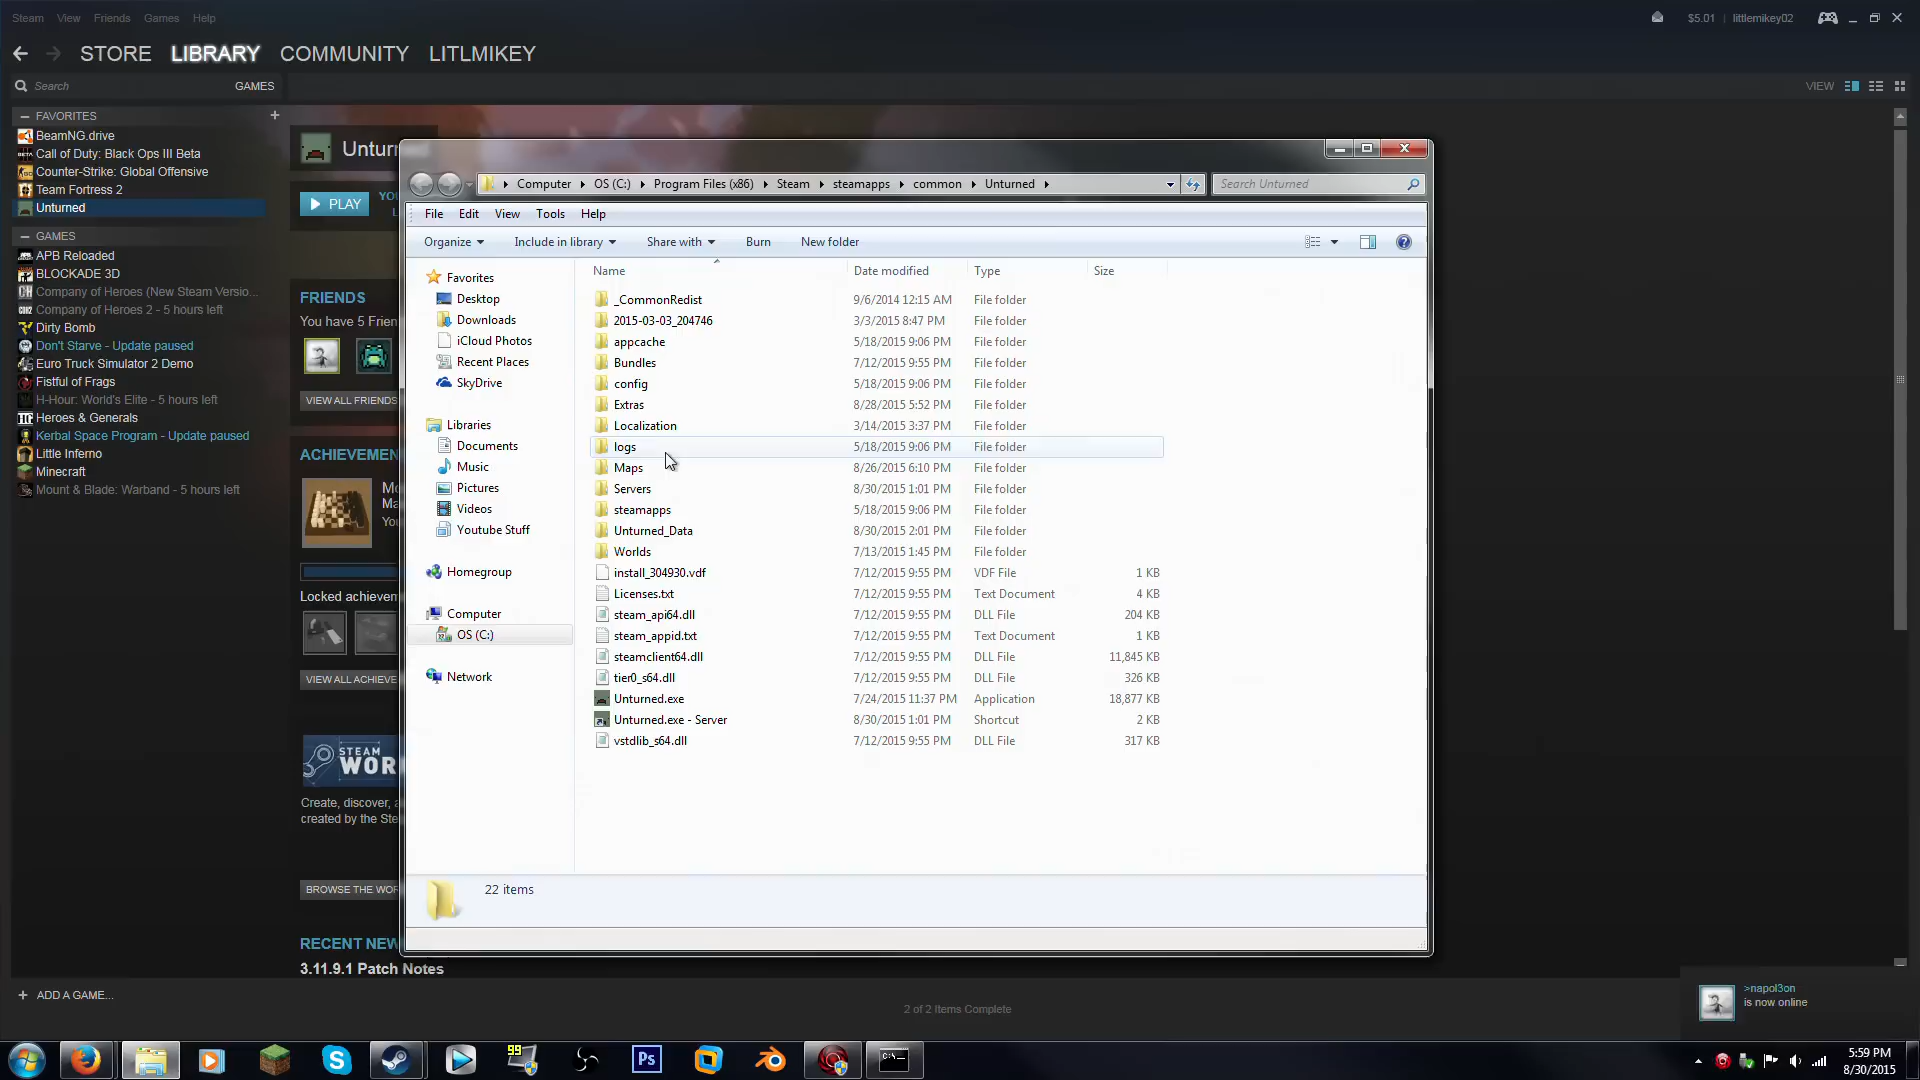 Steam View Friends Games Help
$5.01 littlemikey02
STORE LIBRARY COMMUNITY LITLMIKEY
Search GAMES VIEW
FAVORITES
BeamNG.drive
Call of Duty: Black Ops III Beta
Counter-Strike: Global Offensive
Team Fortress 2
Unturned
GAMES
APB Reloaded
BLOCKADE 3D
Company of Heroes (New Steam Versio...
Company of Heroes 2 - 5 hours left
Dirty Bomb
Don't Starve - Update paused
Euro Truck Simulator 2 Demo
Fistful of Frags
H-Hour: World's Elite - 5 hours left
Heroes & Generals
Kerbal Space Program - Update paused
Little Inferno
Minecraft
Mount & Blade: Warband - 5 hours left
ADD A GAME...
Untur
PLAY YO
FRIENDS
You have 5 Frien
VIEW ALL FRIENDS
ACHIEVEMEN
Mo
Ma
You
Locked achieven
VIEW ALL ACHIEVE
STEAM
WOR
Create, discover, a
created by the Ste
BROWSE THE WO
RECENT NEW
3.11.9.1 Patch Notes
Computer OS (C:) Program Files (x86) Steam steamapps common Unturned
Search Unturned
File Edit View Tools Help
Organize Include in library Share with Burn New folder
Favorites
Desktop
Downloads
iCloud Photos
Recent Places
SkyDrive
Libraries
Documents
Music
Pictures
Videos
Youtube Stuff
Homegroup
Computer
OS (C:)
Network
Name Date modified Type Size
_CommonRedist 9/6/2014 12:15 AM File folder
2015-03-03_204746 3/3/2015 8:47 PM File folder
appcache 5/18/2015 9:06 PM File folder
Bundles 7/12/2015 9:55 PM File folder
config 5/18/2015 9:06 PM File folder
Extras 8/28/2015 5:52 PM File folder
Localization 3/14/2015 3:37 PM File folder
logs 5/18/2015 9:06 PM File folder
Maps 8/26/2015 6:10 PM File folder
Servers 8/30/2015 1:01 PM File folder
steamapps 5/18/2015 9:06 PM File folder
Unturned_Data 8/30/2015 2:01 PM File folder
Worlds 7/13/2015 1:45 PM File folder
install_304930.vdf 7/12/2015 9:55 PM VDF File 1 KB
Licenses.txt 7/12/2015 9:55 PM Text Document 4 KB
steam_api64.dll 7/12/2015 9:55 PM DLL File 204 KB
steam_appid.txt 7/12/2015 9:55 PM Text Document 1 KB
steamclient64.dll 7/12/2015 9:55 PM DLL File 11,845 KB
tier0_s64.dll 7/12/2015 9:55 PM DLL File 326 KB
Unturned.exe 7/24/2015 11:37 PM Application 18,877 KB
Unturned.exe - Server 8/30/2015 1:01 PM Shortcut 2 KB
vstdlib_s64.dll 7/12/2015 9:55 PM DLL File 317 KB
22 items
2 of 2 Items Complete
>napol3on
is now online
99
Ps
C:\
5:59 PM
8/30/2015